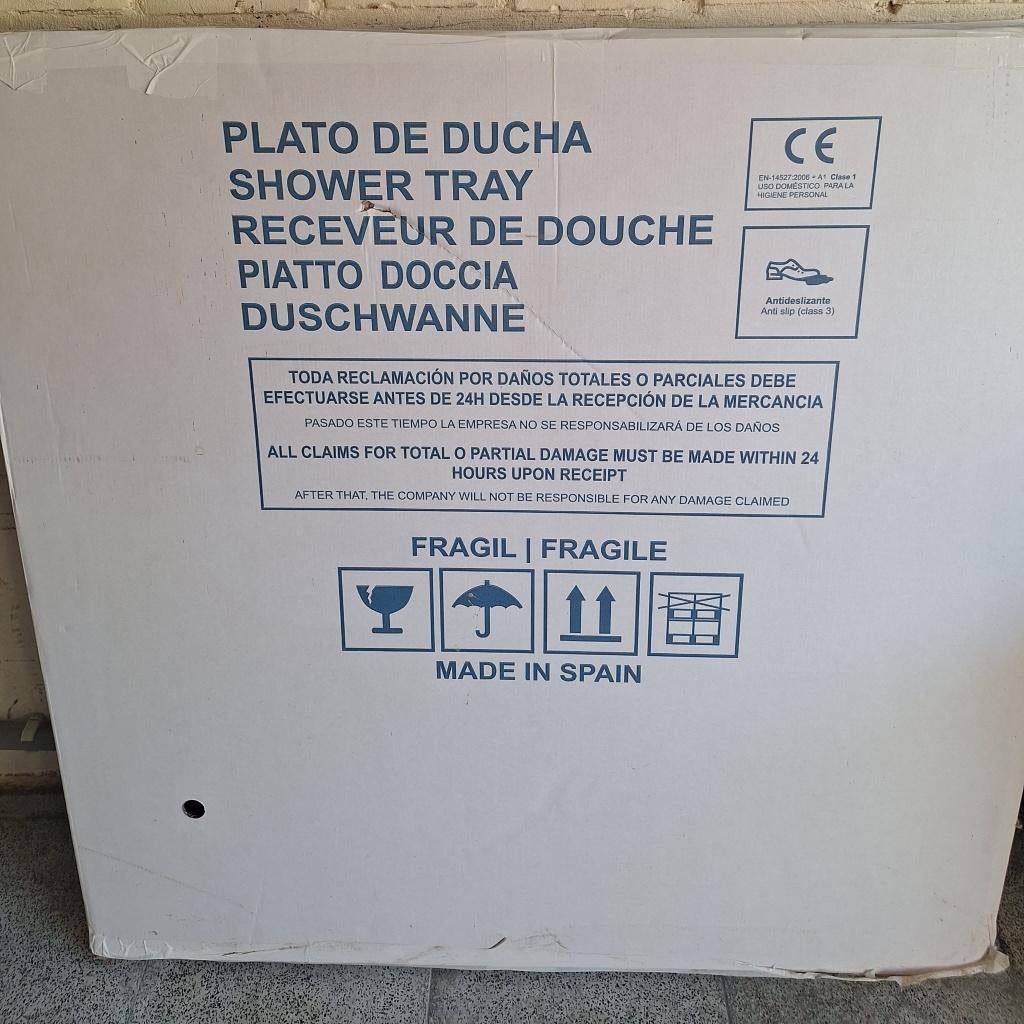 PLATO DE DUCHA
SHOWER TRAY
RECEVEUR DE DOUCHE
PIATTO DOCCIA
DUSCHWANNE
CE
EN-14527:2006 + A1 Clase 1
USO DOMÉSTICO PARA LA
HIGIENE PERSONAL
Antideslizante
Anti slip (class 3)
TODA RECLAMACIÓN POR DAÑOS TOTALES O PARCIALES DEBE
EFECTUARSE ANTES DE 24H DESDE LA RECEPCIÓN DE LA MERCANCIA
PASADO ESTE TIEMPO LA EMPRESA NO SE RESPONSABILIZARÁ DE LOS DAÑOS
ALL CLAIMS FOR TOTAL O PARTIAL DAMAGE MUST BE MADE WITHIN 24
HOURS UPON RECEIPT
AFTER THAT, THE COMPANY WILL NOT BE RESPONSIBLE FOR ANY DAMAGE CLAIMED
FRAGIL | FRAGILE
MADE IN SPAIN